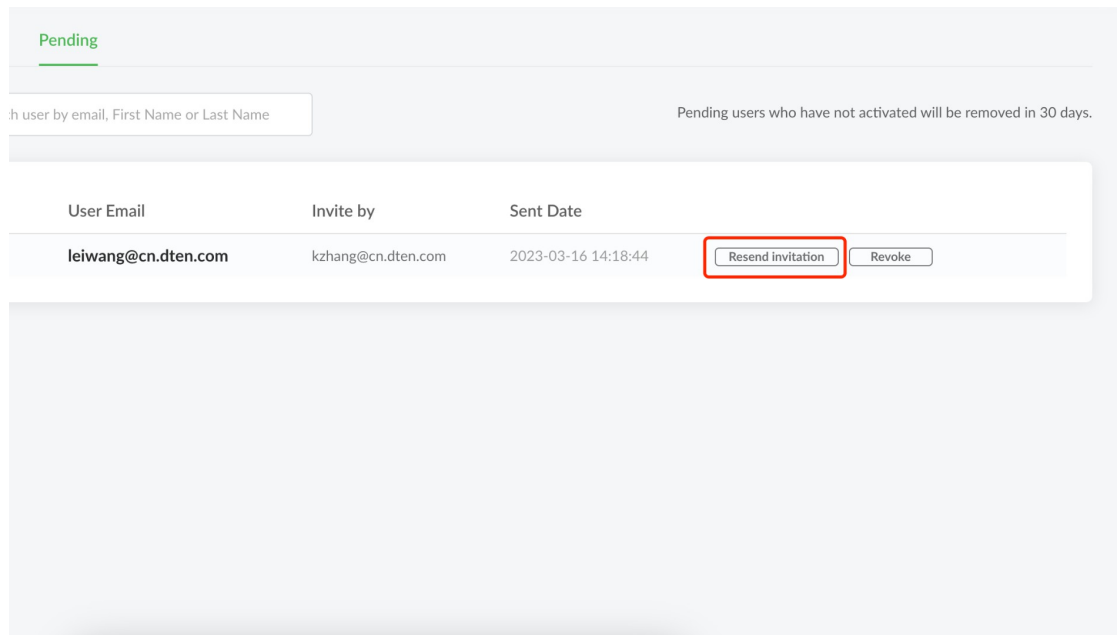 Pending
h user by email, First Name or Last Name
Pending users who have not activated will be removed in 30 days.
User Email Invite by Sent Date
leiwang@cn.dten.com kzhang@cn.dten.com 2023-03-16 14:18:44 Resend invitation Revoke